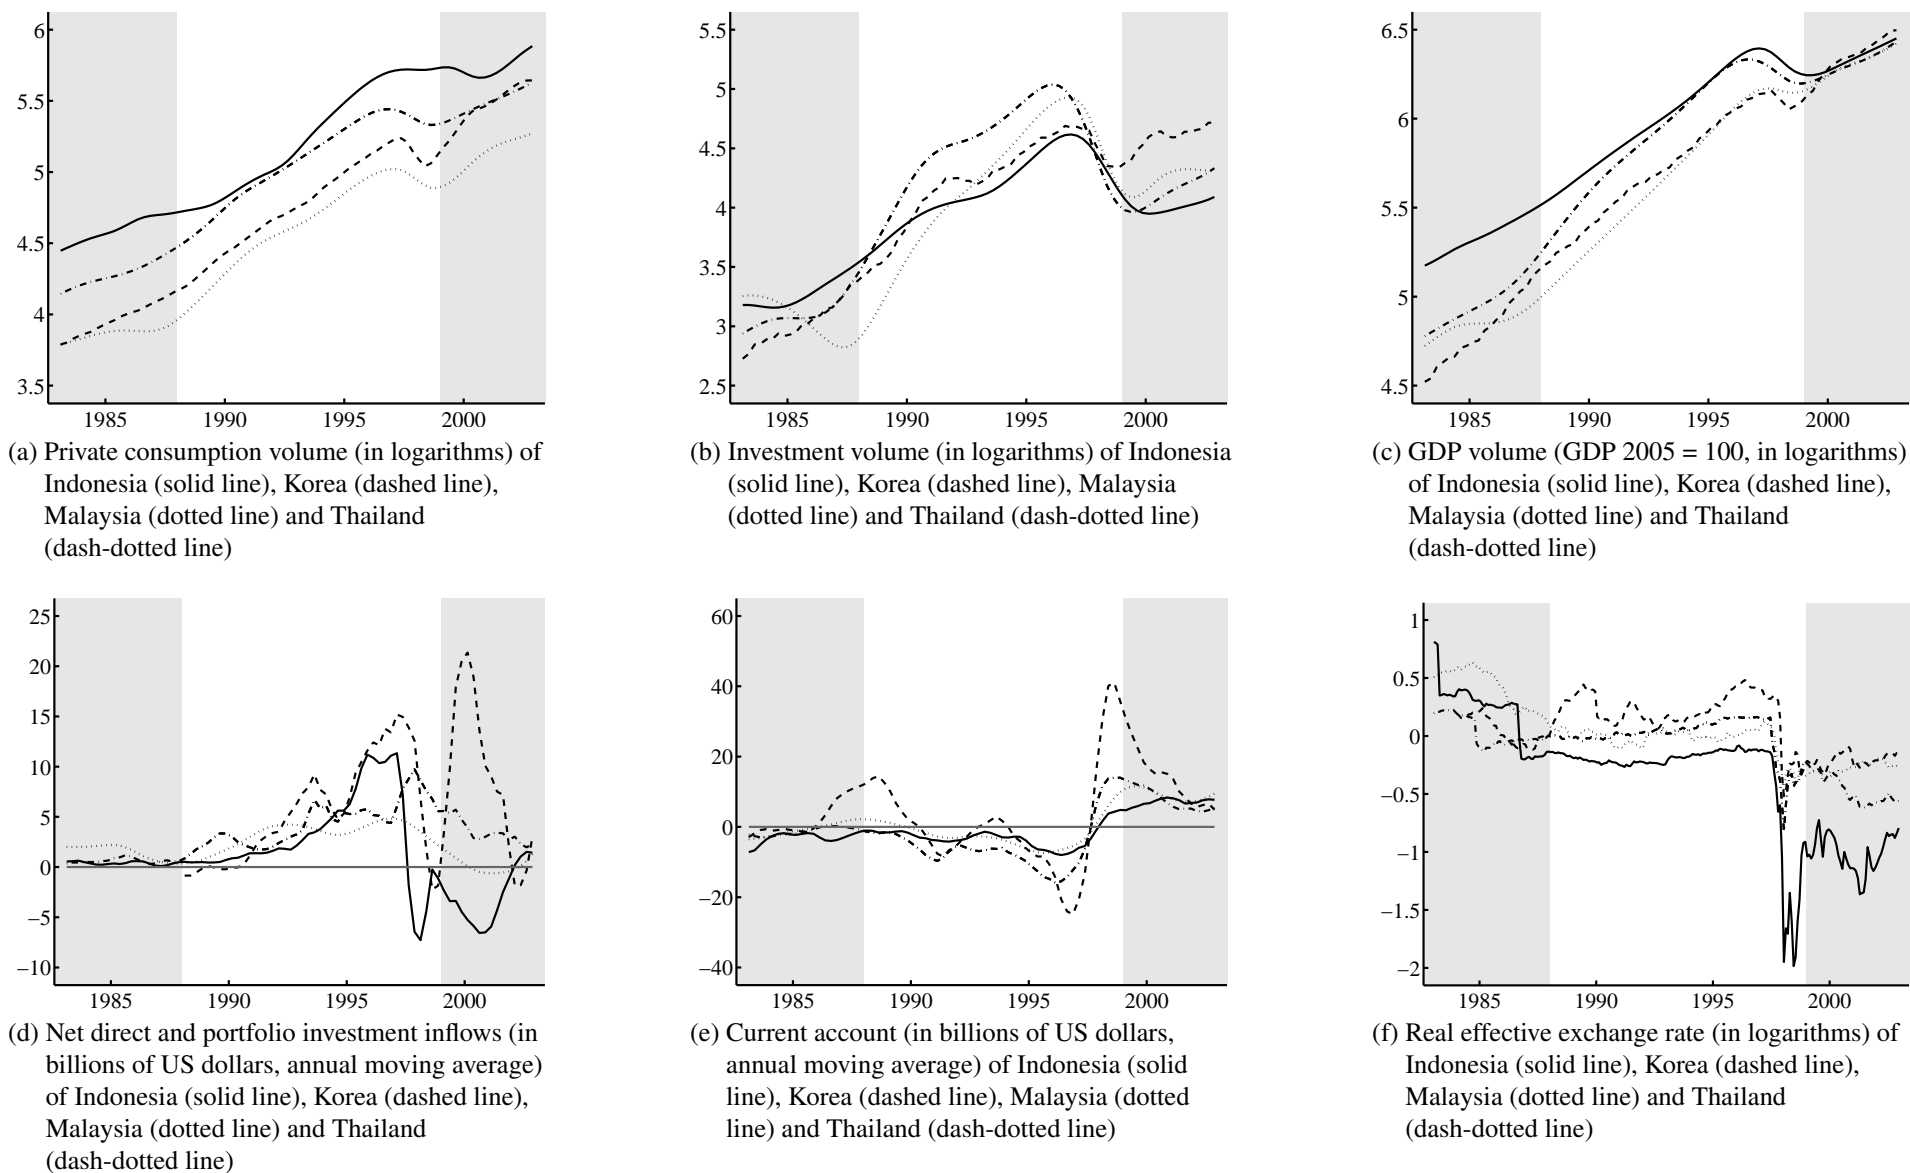 6
5.5
5
4.5
4
3.5
1985 1990 1995 2000
(a) Private consumption volume (in logarithms) of
Indonesia (solid line), Korea (dashed line),
Malaysia (dotted line) and Thailand
(dash-dotted line)
5.5
5
4.5
4
3.5
3
2.5
1985 1990 1995 2000
(b) Investment volume (in logarithms) of Indonesia
(solid line), Korea (dashed line), Malaysia
(dotted line) and Thailand (dash-dotted line)
6.5
6
5.5
5
4.5
1985 1990 1995 2000
(c) GDP volume (GDP 2005 = 100, in logarithms)
of Indonesia (solid line), Korea (dashed line),
Malaysia (dotted line) and Thailand
(dash-dotted line)
25
20
15
10
5
0
−5
−10
1985 1990 1995 2000
(d) Net direct and portfolio investment inflows (in
billions of US dollars, annual moving average)
of Indonesia (solid line), Korea (dashed line),
Malaysia (dotted line) and Thailand
(dash-dotted line)
60
40
20
0
−20
−40
1985 1990 1995 2000
(e) Current account (in billions of US dollars,
annual moving average) of Indonesia (solid
line), Korea (dashed line), Malaysia (dotted
line) and Thailand (dash-dotted line)
1
0.5
0
−0.5
−1
−1.5
−2
1985 1990 1995 2000
(f) Real effective exchange rate (in logarithms) of
Indonesia (solid line), Korea (dashed line),
Malaysia (dotted line) and Thailand
(dash-dotted line)